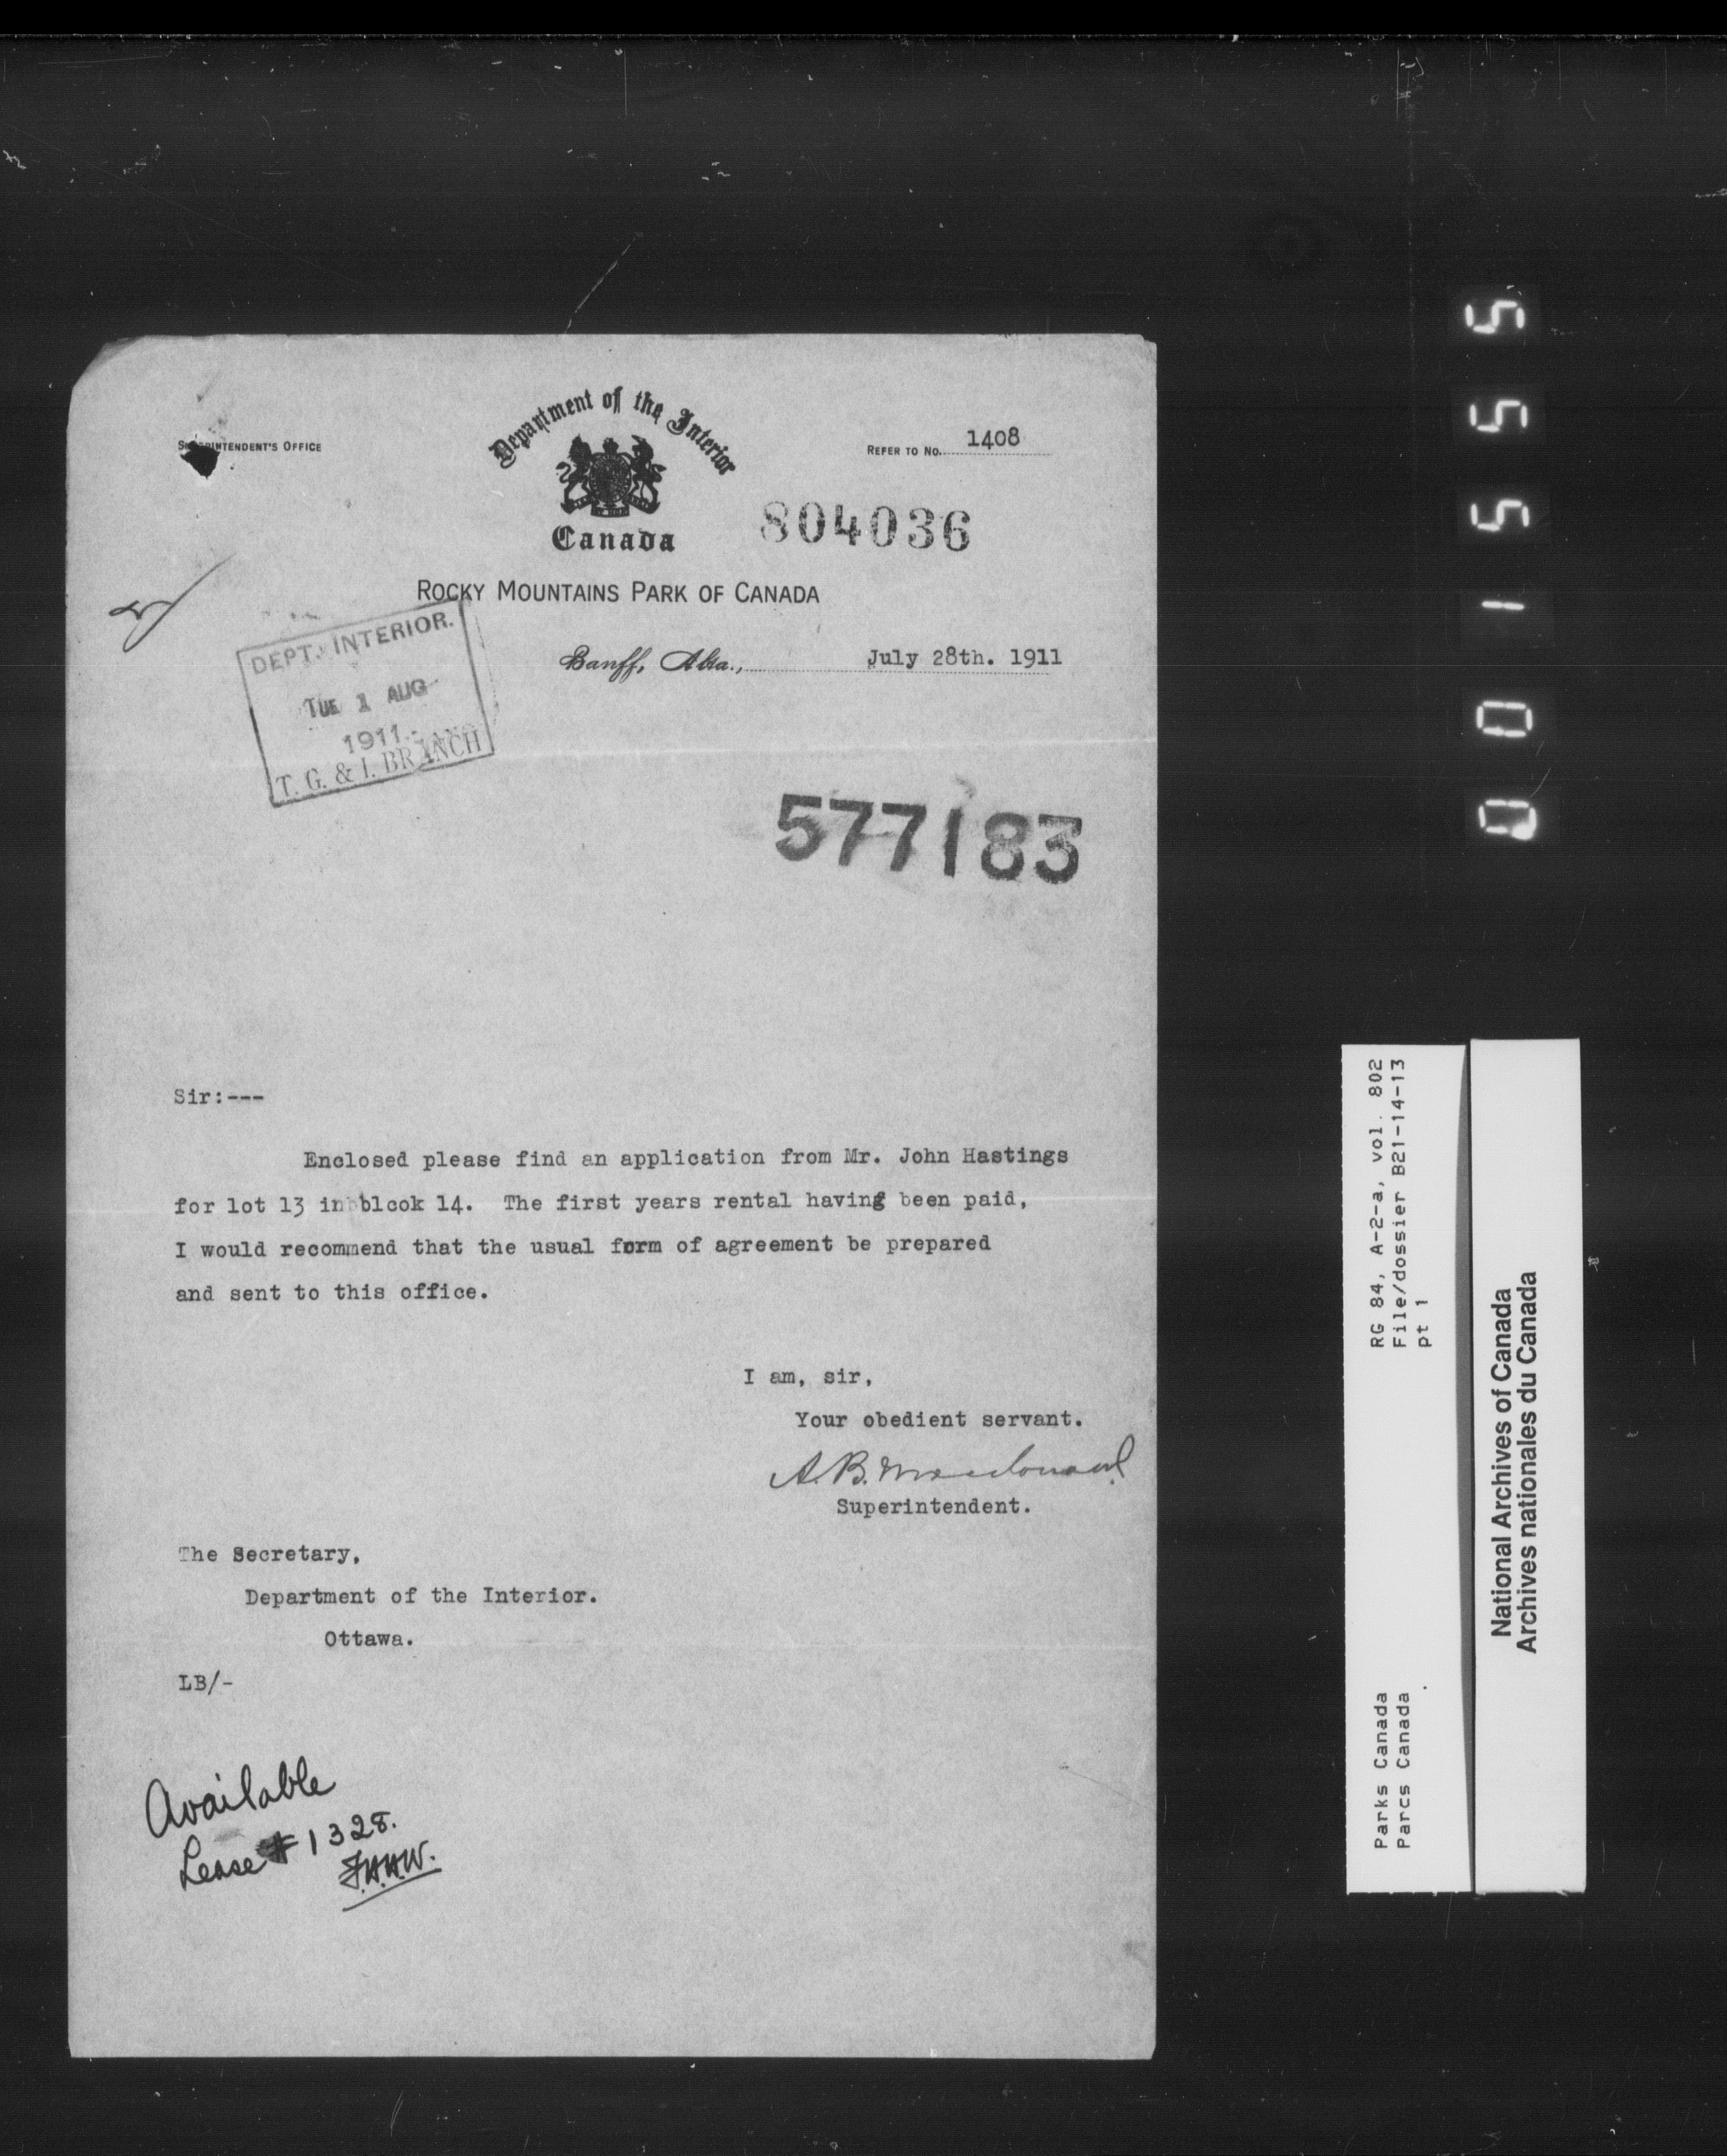 SUPERINTENDENT'S OFFICE
Department of the Interior
Canada
REFER TO No. 1408
804036
ROCKY MOUNTAINS PARK OF CANADA
DEPT. INTERIOR.
TUE 1 AUG
1911
T. G. & I. BRANCH
Banff, Alta., July 28th. 1911
577183
Sir:---
Enclosed please find an application from Mr. John Hastings
for lot 13 in blcok 14. The first years rental having been paid,
I would recommend that the usual form of agreement be prepared
and sent to this office.
I am, sir,
Your obedient servant.
A.B. Macdonald
Superintendent.
The Secretary,
Department of the Interior.
Ottawa.
LB/-
Available
Lease # 1328.
F.H.H.W.
001555
RG 84, A-2-a, vol. 802
File/dossier B21-14-13
pt 1
Parks Canada
Parcs Canada
National Archives of Canada
Archives nationales du Canada